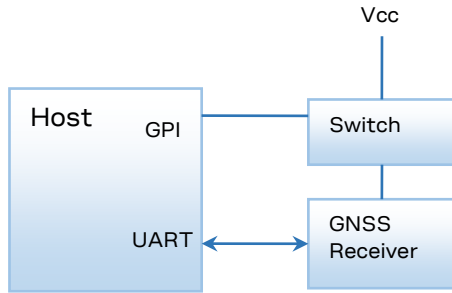 Vcc
Host
GPI
Switch
UART
GNSS
Receiver